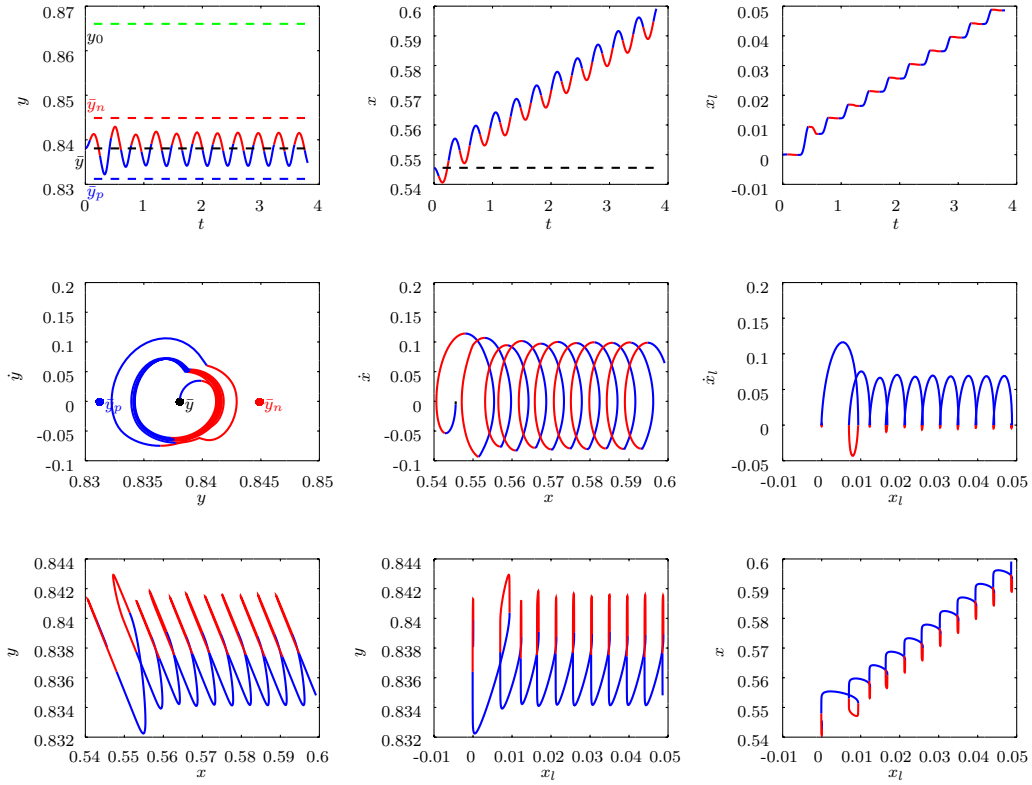 0.87
0.86
0.85
0.84
0.83
y
y₀
ȳₙ
ȳ
ȳₚ
0 1 2 3 4
t
0.6
0.59
0.58
0.57
0.56
0.55
0.54
x
0 1 2 3 4
t
0.05
0.04
0.03
0.02
0.01
0
-0.01
xₗ
0 1 2 3 4
t
0.2
0.15
0.1
0.05
0
-0.05
-0.1
ẏ
ȳₚ ȳ ȳₙ
0.83 0.835 0.84 0.845 0.85
y
0.2
0.15
0.1
0.05
0
-0.05
-0.1
ẋ
0.54 0.55 0.56 0.57 0.58 0.59 0.6
x
0.2
0.15
0.1
0.05
0
-0.05
ẋₗ
-0.01 0 0.01 0.02 0.03 0.04 0.05
xₗ
0.844
0.842
0.84
0.838
0.836
0.834
0.832
y
0.54 0.55 0.56 0.57 0.58 0.59 0.6
x
0.844
0.842
0.84
0.838
0.836
0.834
0.832
y
-0.01 0 0.01 0.02 0.03 0.04 0.05
xₗ
0.6
0.59
0.58
0.57
0.56
0.55
0.54
x
-0.01 0 0.01 0.02 0.03 0.04 0.05
xₗ